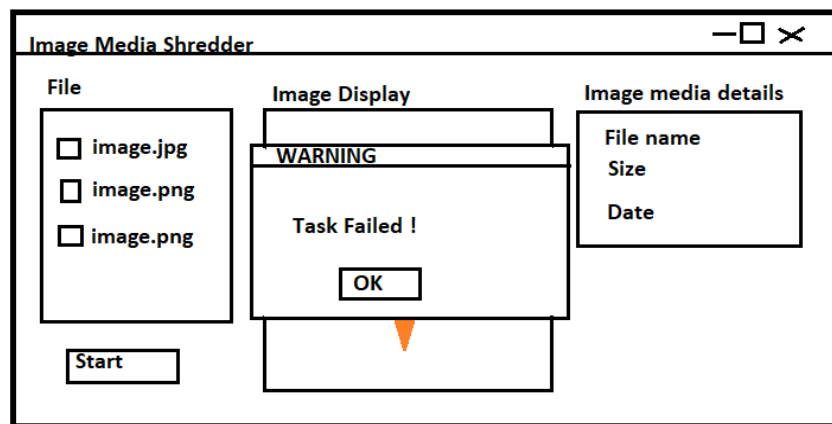 Image Media Shredder
File
image.jpg
image.png
image.png
Start
Image Display
WARNING
Task Failed !
OK
Image media details
File name
Size
Date